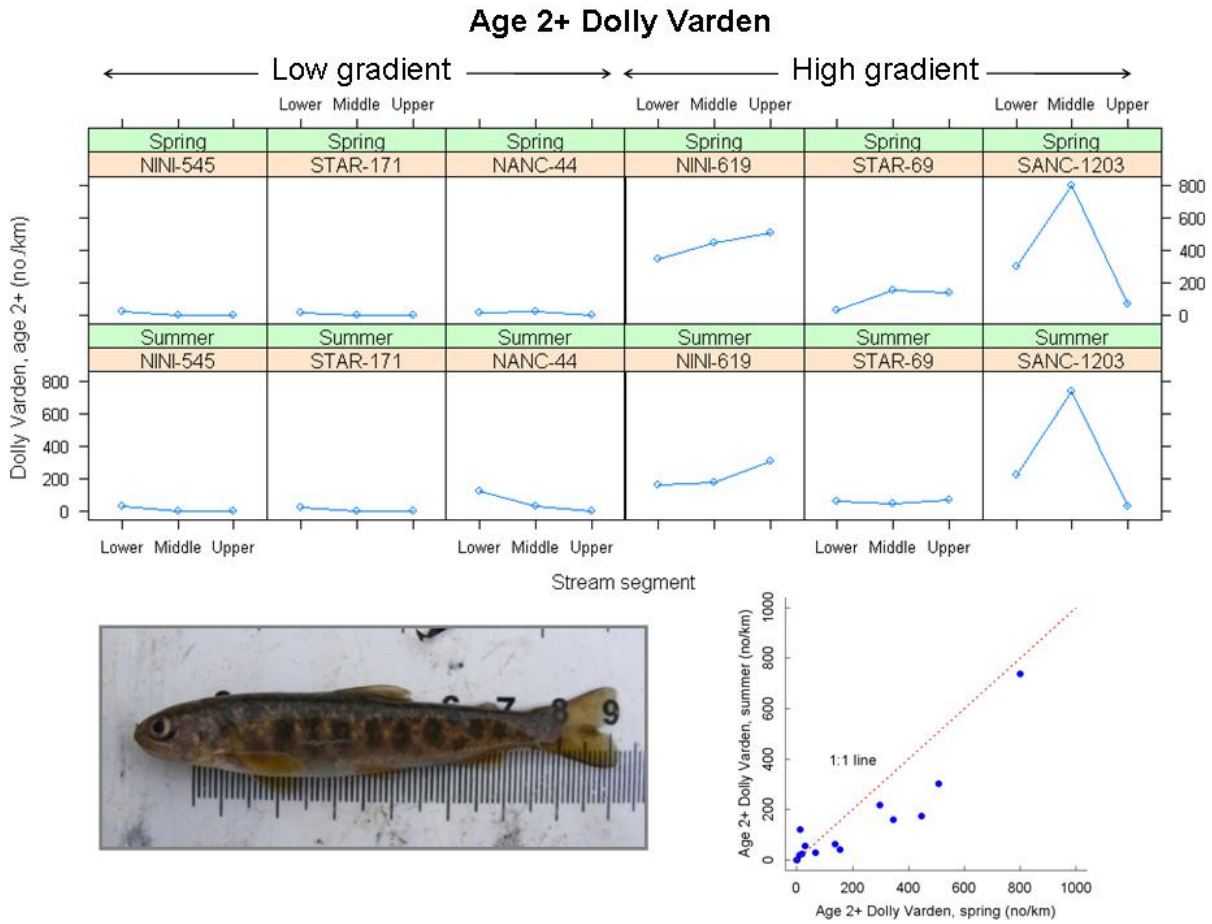 Age 2+ Dolly Varden
Low gradient High gradient
Lower Middle Upper Lower Middle Upper Lower Middle Upper
Spring Spring Spring Spring Spring Spring
NINI-545 STAR-171 NANC-44 NINI-619 STAR-69 SANC-1203
800
600
400
200
0
Dolly Varden, age 2+ (no./km)
Summer Summer Summer Summer Summer Summer
NINI-545 STAR-171 NANC-44 NINI-619 STAR-69 SANC-1203
800
600
400
200
0
Lower Middle Upper Lower Middle Upper Lower Middle Upper
Stream segment
7 8 9
Age 2+ Dolly Varden, summer (no/km)
1000
800
600
400
200
0
1:1 line
0 200 400 600 800 1000
Age 2+ Dolly Varden, spring (no/km)